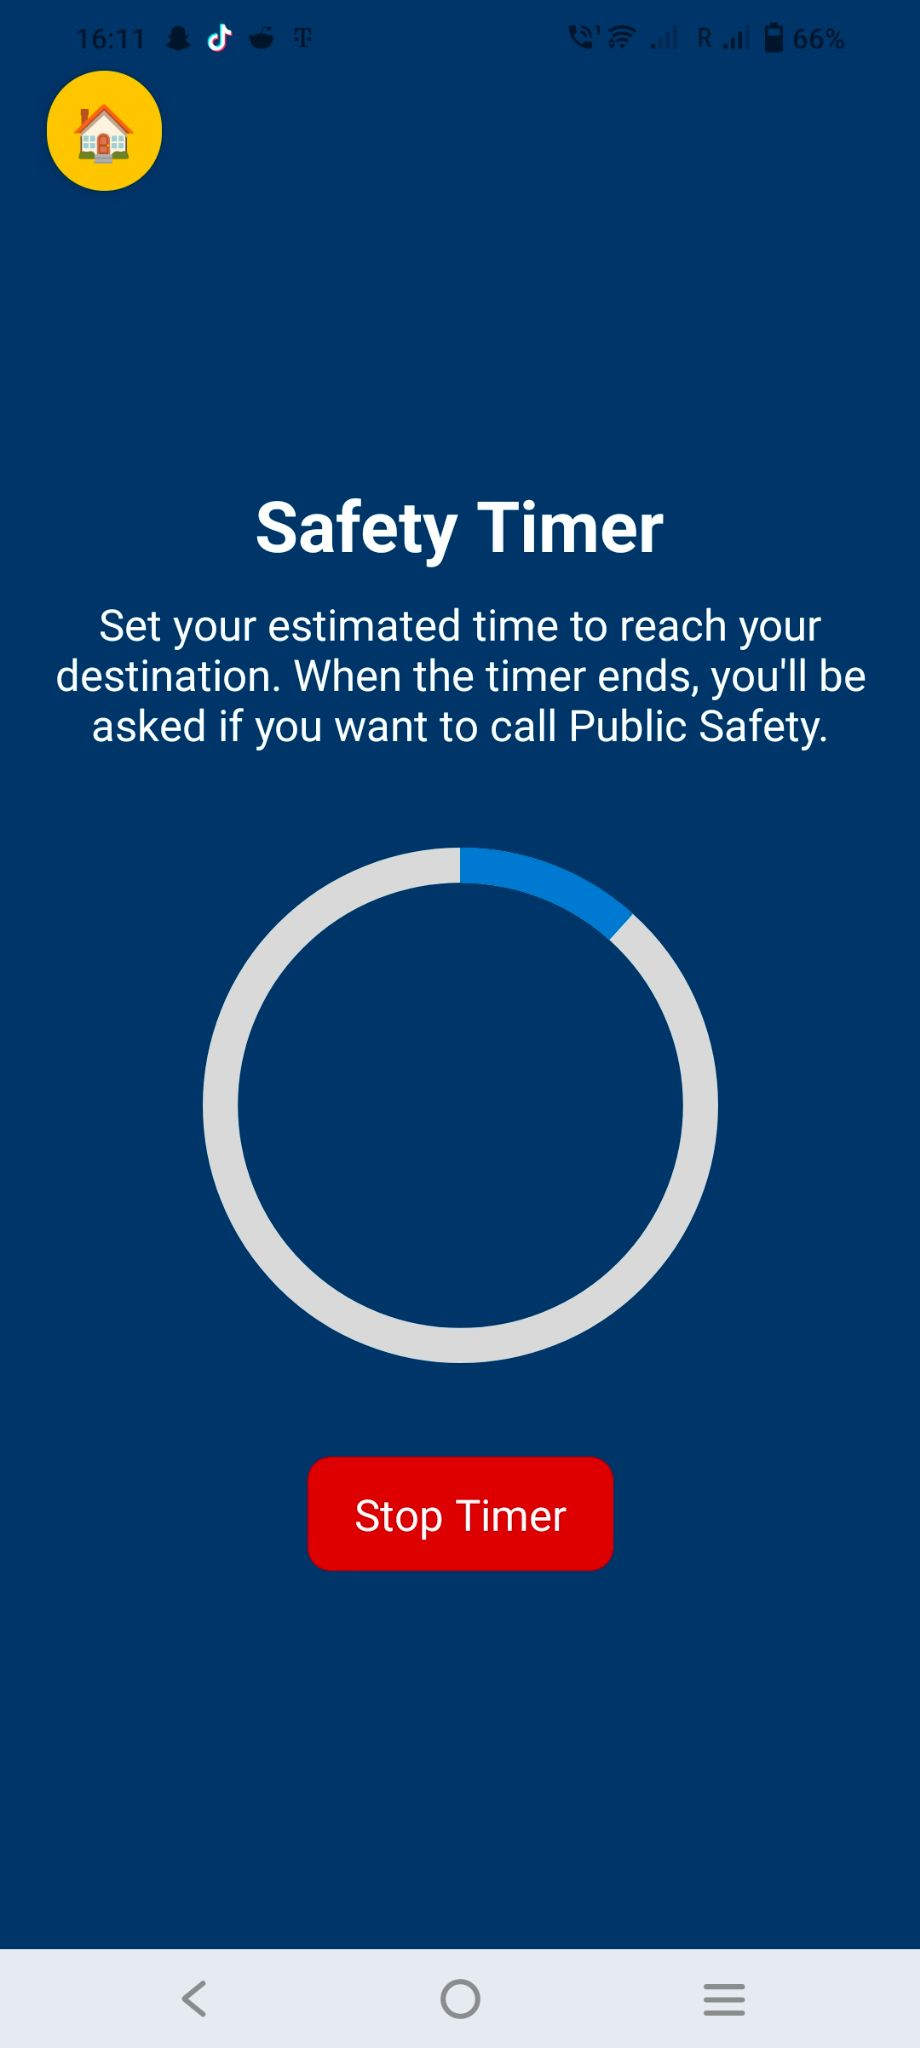 16:11
1 R 66%
Safety Timer
Set your estimated time to reach your
destination. When the timer ends, you'll be
asked if you want to call Public Safety.
Stop Timer